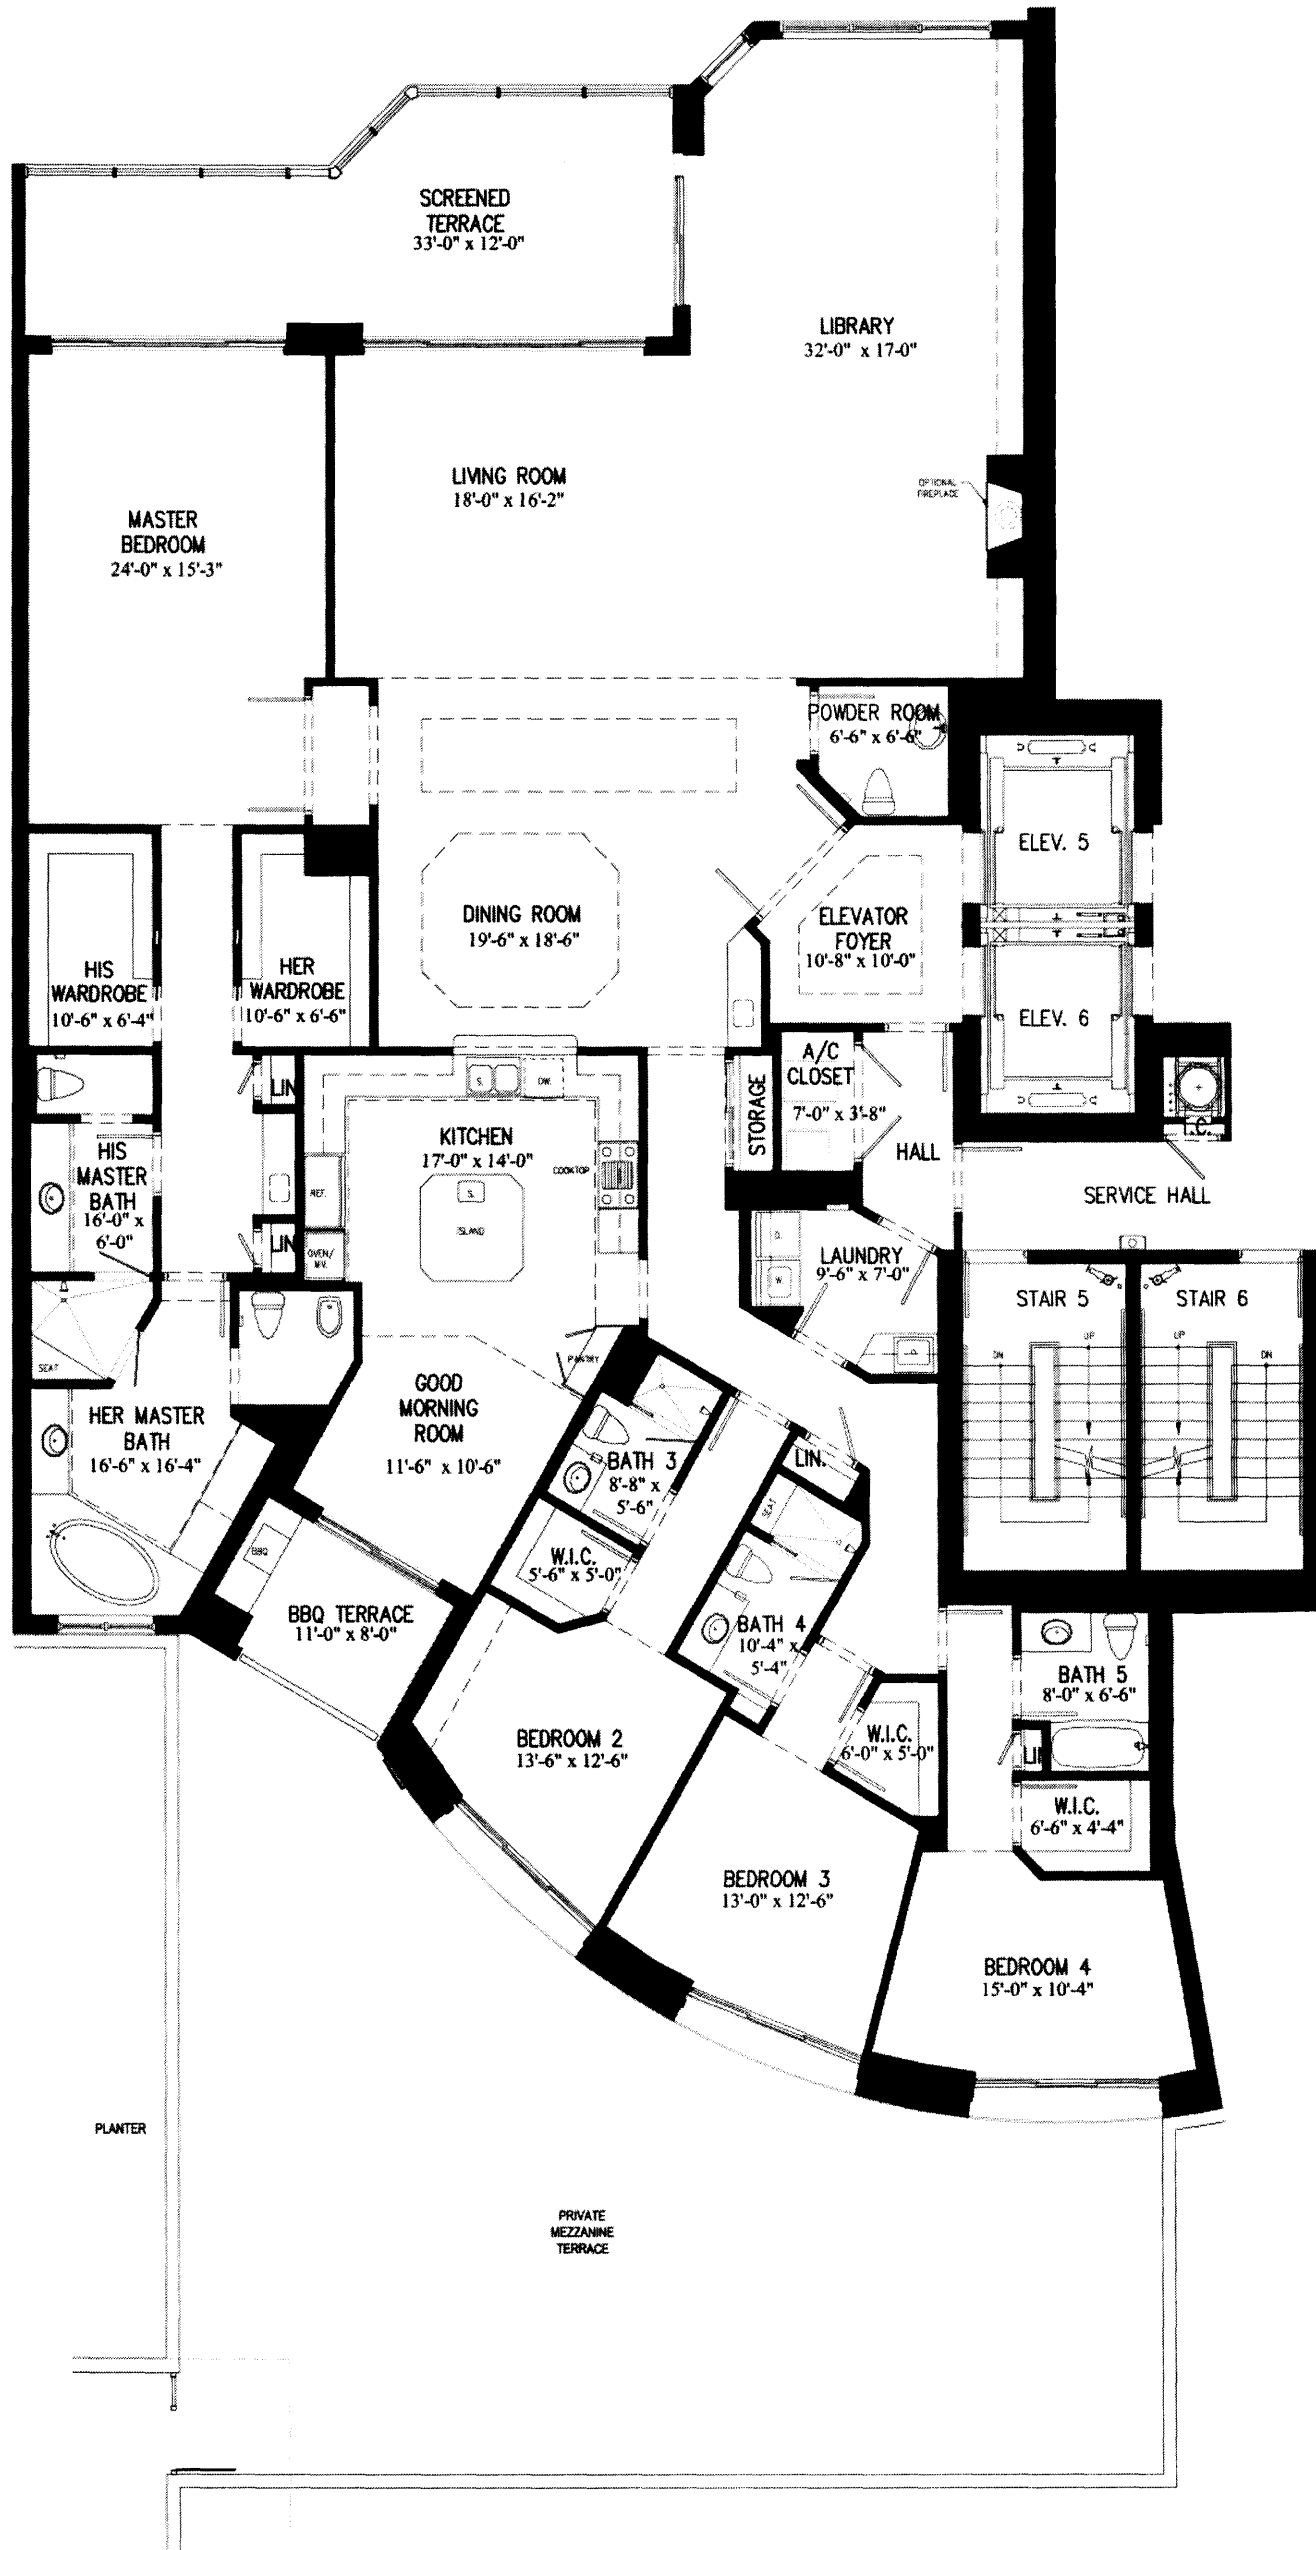 SCREENED
TERRACE
33'-0" x 12'-0"
LIBRARY
32'-0" x 17-0"
LIVING ROOM
18'-0" x 16'-2"
OPTIONAL
FIREPLACE
MASTER
BEDROOM
24'-0" x 15'-3"
POWDER ROOM
6'-6" x 6'-6"
ELEV. 5
DINING ROOM
19'-6" x 18'-6"
ELEVATOR
FOYER
10'-8" x 10'-0"
HIS
WARDROBE
10'-6" x 6'-4"
HER
WARDROBE
10'-6" x 6'-6"
ELEV. 6
LIN
S.
DW.
A/C
CLOSET
7'-0" x 3'-8"
STORAGE
T.C.
HIS
MASTER
BATH
16'-0" x
6'-0"
KITCHEN
17'-0" x 14'-0"
COOKTOP
REF.
S.
ISLAND
HALL
SERVICE HALL
LIN
OVEN/
MV.
D.
W.
LAUNDRY
9'-6" x 7'-0"
STAIR 5
STAIR 6
UP
DN
UP
DN
SEAT
PANTRY
GOOD
MORNING
ROOM
11'-6" x 10'-6"
HER MASTER
BATH
16'-6" x 16'-4"
BATH 3
8'-8" x
5'-6"
LIN.
SEAT
BBQ
W.I.C.
5'-6" x 5'-0"
BBQ TERRACE
11'-0" x 8'-0"
BATH 4
10'-4" x
5'-4"
BATH 5
8'-0" x 6'-6"
BEDROOM 2
13'-6" x 12'-6"
W.I.C.
6'-0" x 5'-0"
LIN
W.I.C.
6'-6" x 4'-4"
BEDROOM 3
13'-0" x 12'-6"
BEDROOM 4
15'-0" x 10'-4"
PLANTER
PRIVATE
MEZZANINE
TERRACE